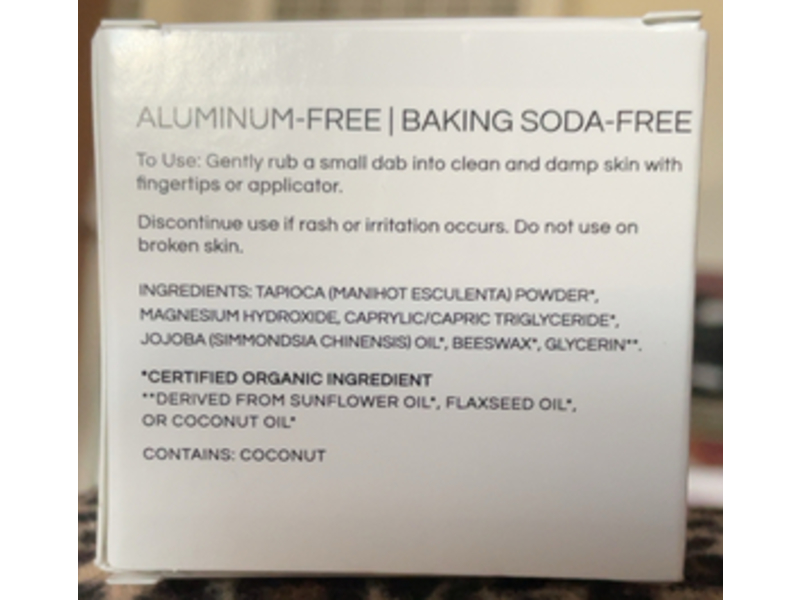 ALUMINUM-FREE | BAKING SODA-FREE
To Use: Gently rub a small dab into clean and damp skin with
fingertips or applicator.
Discontinue use if rash or irritation occurs. Do not use on
broken skin.
INGREDIENTS: TAPIOCA (MANIHOT ESCULENTA) POWDER*,
MAGNESIUM HYDROXIDE, CAPRYLIC/CAPRIC TRIGLYCERIDE*,
JOJOBA (SIMMONDSIA CHINENSIS) OIL*, BEESWAX*, GLYCERIN**.
*CERTIFIED ORGANIC INGREDIENT
**DERIVED FROM SUNFLOWER OIL*, FLAXSEED OIL*,
OR COCONUT OIL*
CONTAINS: COCONUT